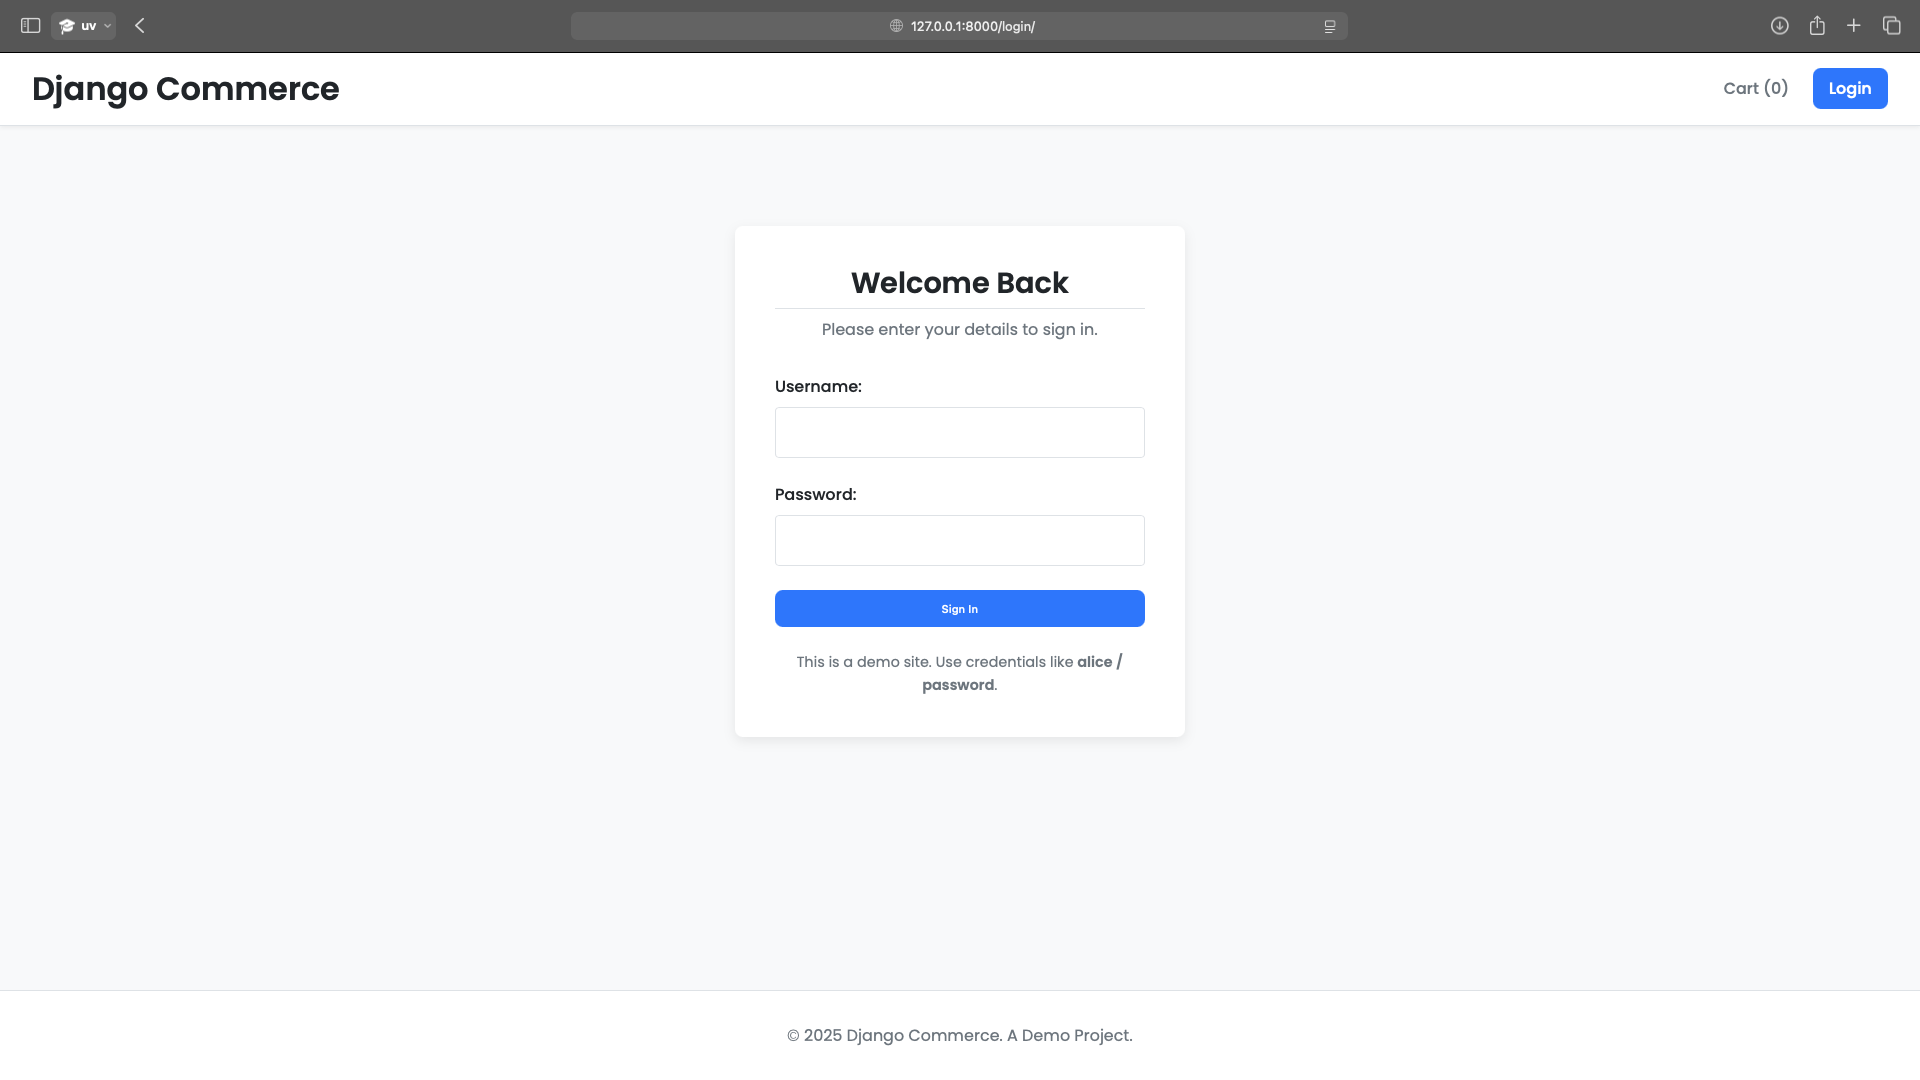 uv
127.0.0.1:8000/login/
Django Commerce
Cart (0)
Login
Welcome Back
Please enter your details to sign in.
Username:
Password:
Sign In
This is a demo site. Use credentials like alice /
password.
© 2025 Django Commerce. A Demo Project.